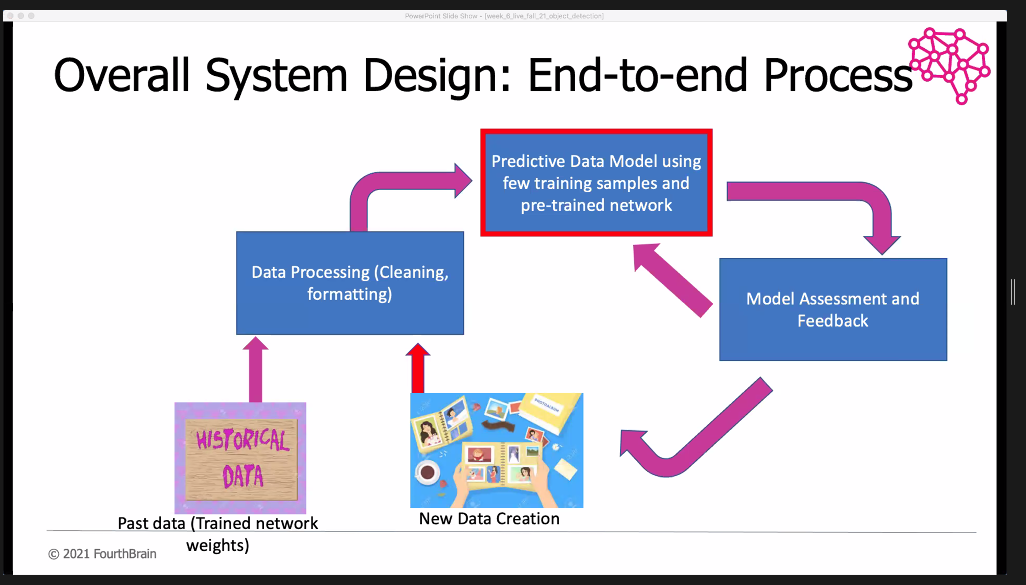 PowerPoint Slide Show - [week_6_live_fall_21_object_detection]
Overall System Design: End-to-end Process
Predictive Data Model using
few training samples and
pre-trained network
Data Processing (Cleaning,
formatting)
Model Assessment and
Feedback
HISTORICAL
DATA
Past data (Trained network
weights)
New Data Creation
© 2021 FourthBrain